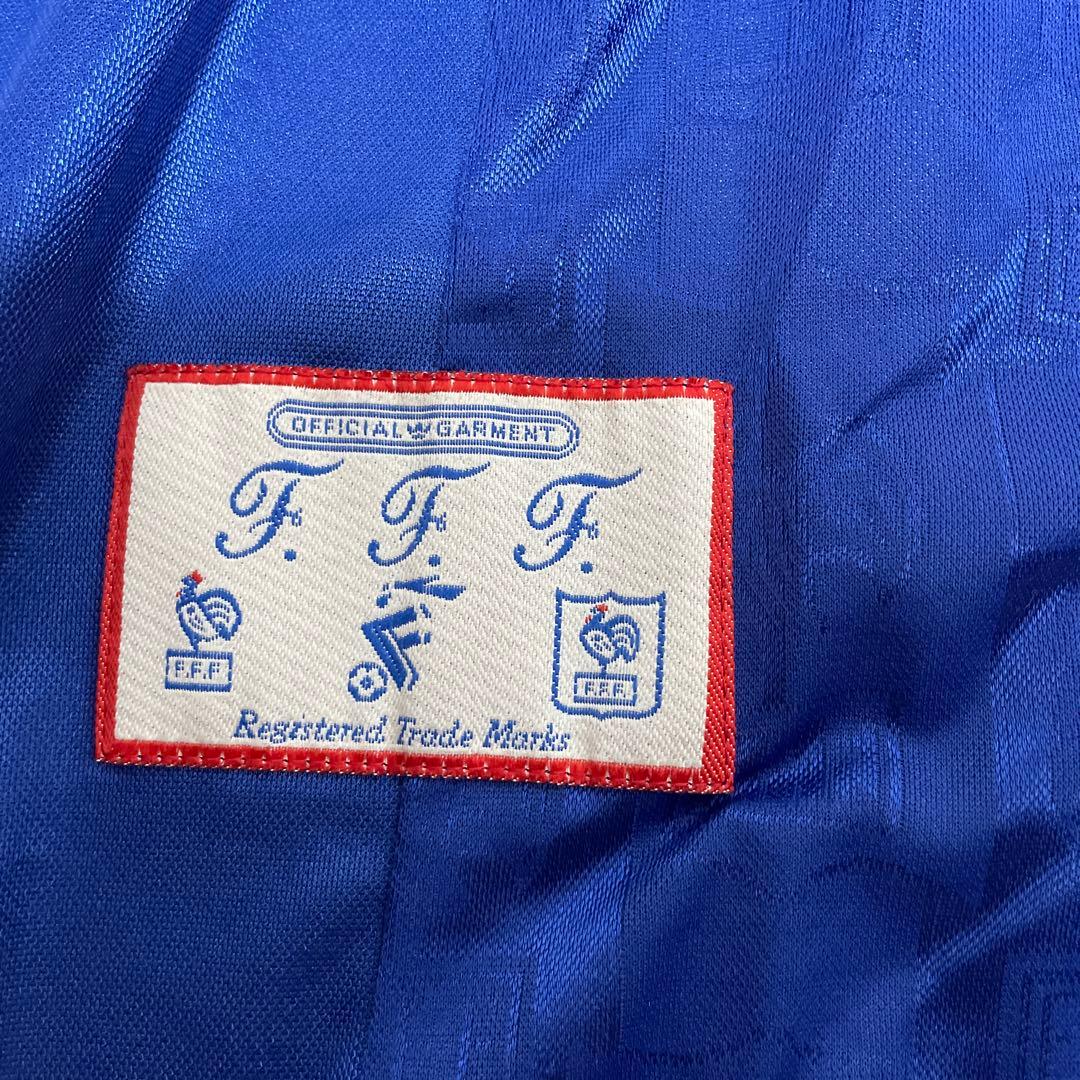 OFFICIAL GARMENT
F. F. F.
F.F.F
F.F.F.
Registered Trade Marks